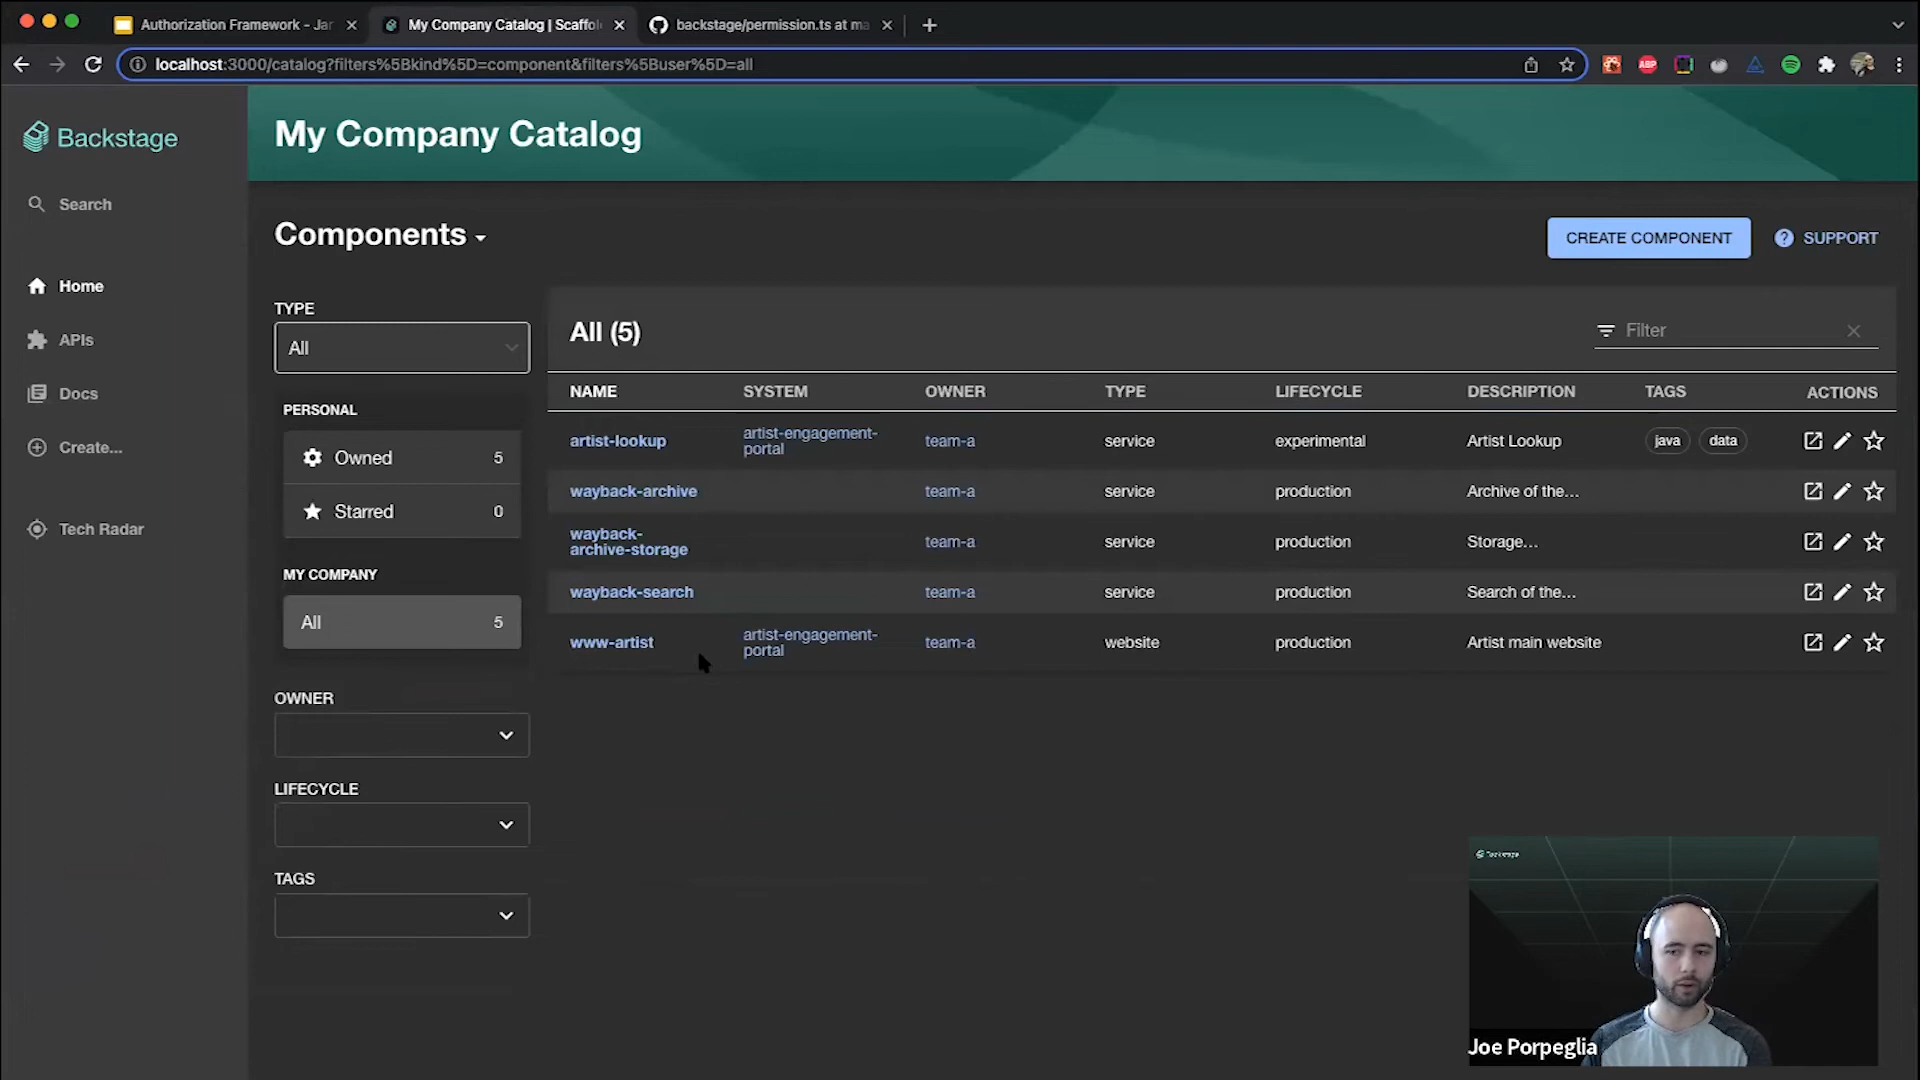 Authorization Framework - Jar
My Company Catalog | Scaffol
backstage/permission.ts at ma
localhost:3000/catalog?filters%5Bkind%5D=component&filters%5Buser%5D=all
ABP
Backstage
My Company Catalog
Search
Components
CREATE COMPONENT
SUPPORT
Home
APIs
Docs
Create...
Tech Radar
TYPE
All
PERSONAL
Owned 5
Starred 0
MY COMPANY
All 5
OWNER
LIFECYCLE
TAGS
All (5)
Filter
NAME SYSTEM OWNER TYPE LIFECYCLE DESCRIPTION TAGS ACTIONS
artist-lookup artist-engagement-portal team-a service experimental Artist Lookup java data
wayback-archive team-a service production Archive of the...
wayback-archive-storage team-a service production Storage...
wayback-search team-a service production Search of the...
www-artist artist-engagement-portal team-a website production Artist main website
Backstage
Joe Porpeglia